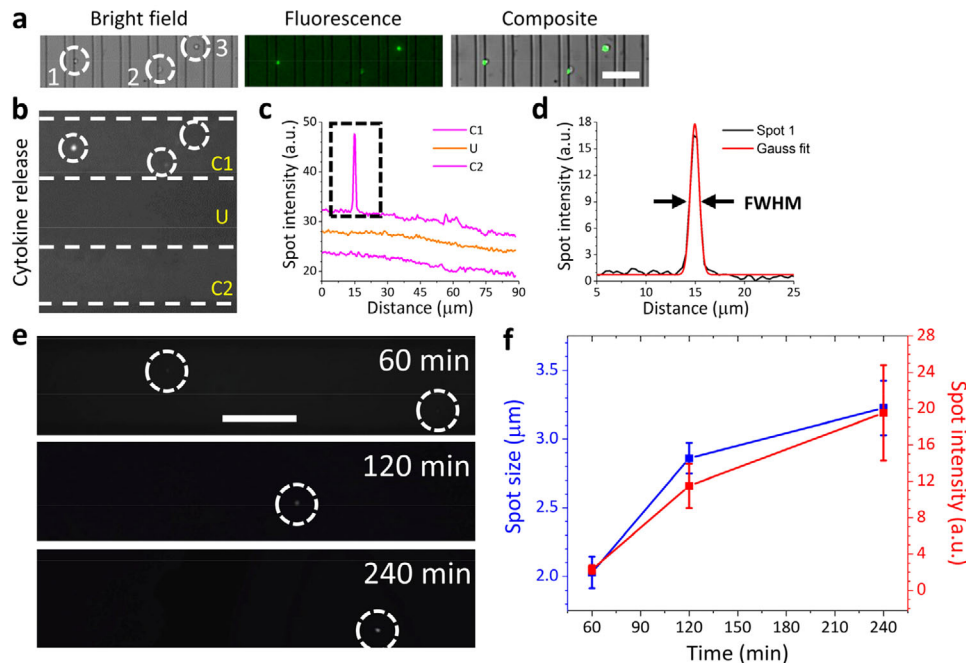 a
Bright field
Fluorescence
Composite
1
2
3
b
Cytokine release
C1
U
C2
c
Spot intensity (a.u.)
50
40
30
20
C1
U
C2
0 15 30 45 60 75 90
Distance (μm)
d
Spot intensity (a.u.)
18
15
12
9
6
3
0
Spot 1
Gauss fit
FWHM
5 10 15 20 25
Distance (μm)
e
60 min
120 min
240 min
f
Spot size (μm)
3.5
3.0
2.5
2.0
28
24
20
16
12
8
4
0
Spot intensity (a.u.)
60 90 120 150 180 210 240
Time (min)